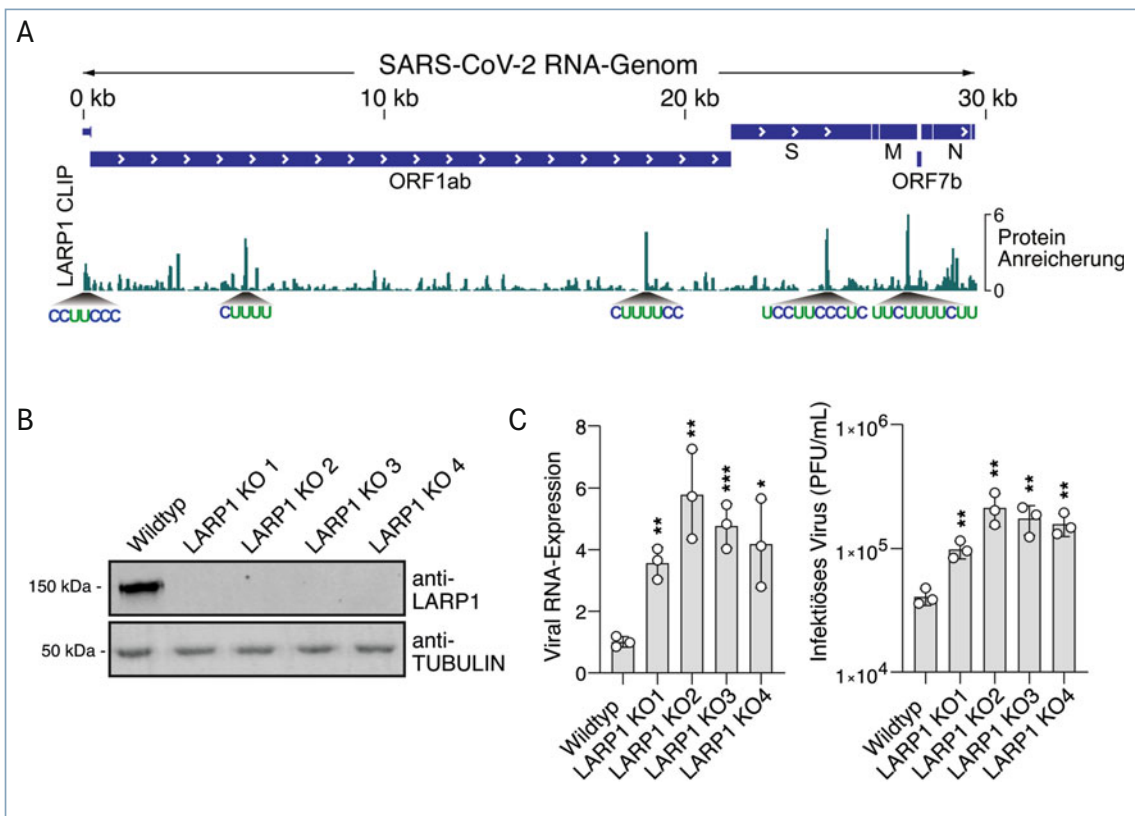 A
SARS-CoV-2 RNA-Genom
0 kb 10 kb 20 kb 30 kb
S M N
ORF1ab ORF7b
LARP1 CLIP
6
Protein
Anreicherung
0
CCUUCCC CUUUU CUUUUCC UCCUUCCCUC UUCUUUUCUU
B
Wildtyp LARP1 KO 1 LARP1 KO 2 LARP1 KO 3 LARP1 KO 4
150 kDa - anti-
LARP1
50 kDa - anti-
TUBULIN
C
Viral RNA-Expression
8
6
4
2
0
** ** *** *
Wildtyp LARP1 KO1 LARP1 KO2 LARP1 KO3 LARP1 KO4
Infektiöses Virus (PFU/mL)
1×10⁶
1×10⁵
1×10⁴
** ** ** **
Wildtyp LARP1 KO1 LARP1 KO2 LARP1 KO3 LARP1 KO4